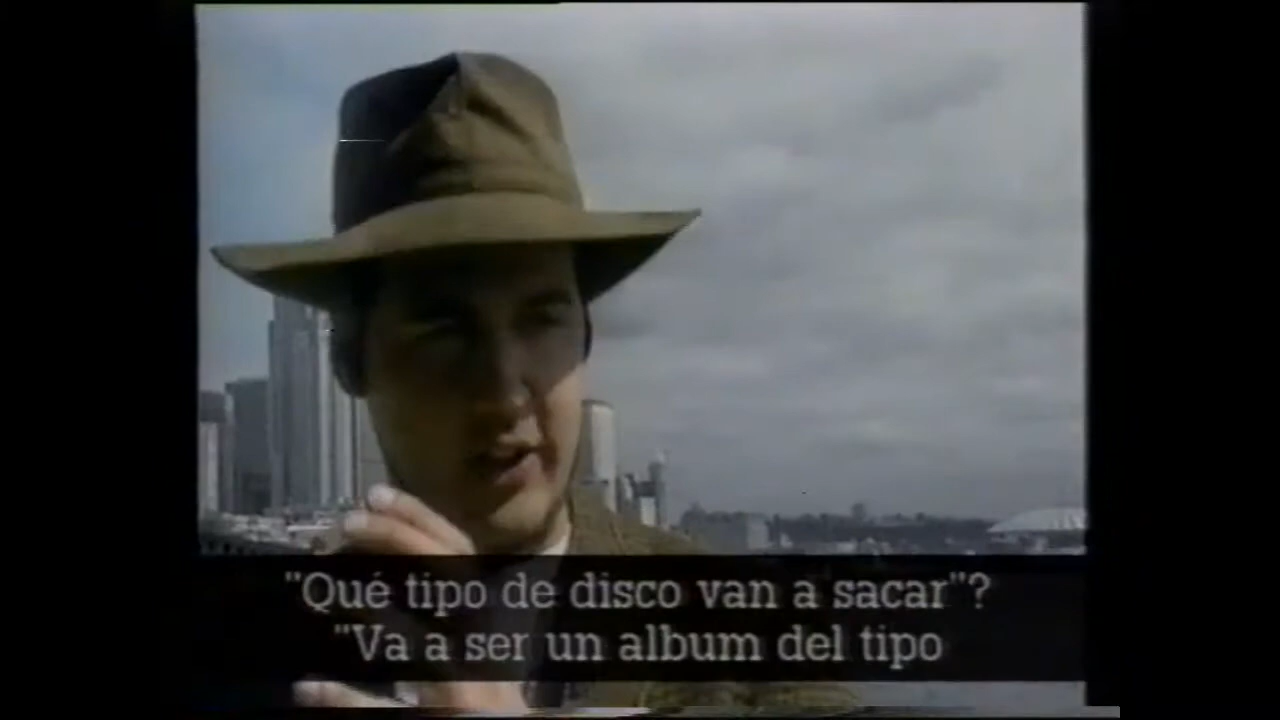 "Qué tipo de disco van a sacar"?
"Va a ser un album del tipo